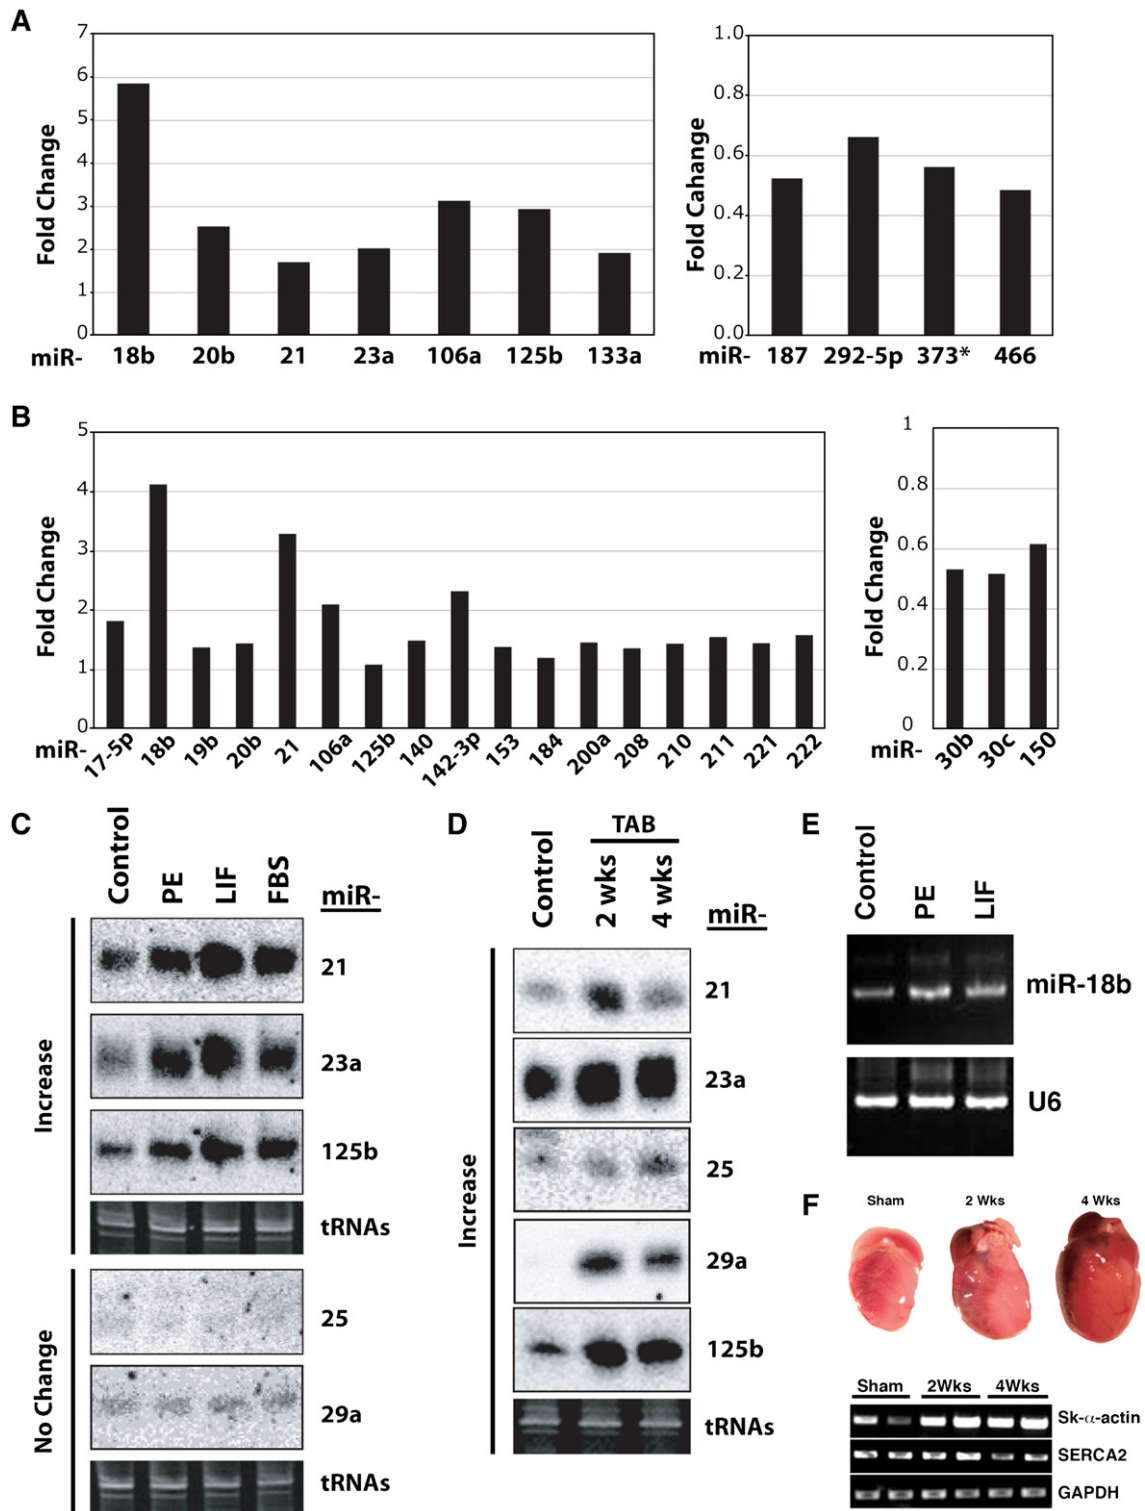 A
7
6
5
4
3
2
1
0
Fold Change
miR- 18b 20b 21 23a 106a 125b 133a
1.0
0.8
0.6
0.4
0.2
0.0
Fold Cahange
miR- 187 292-5p 373* 466
B
5
4
3
2
1
0
Fold Change
miR- 17-5p 18b 19b 20b 21 106a 125b 140 142-3p 153 184 200a 208 210 211 221 222
1
0.8
0.6
0.4
0.2
0
Fold Change
miR- 30b 30c 150
C
Control PE LIF FBS miR-
Increase
21
23a
125b
tRNAs
No Change
25
29a
tRNAs
D
TAB
Control 2 wks 4 wks miR-
Increase
21
23a
25
29a
125b
tRNAs
E
Control PE LIF
miR-18b
U6
F
Sham 2 Wks 4 Wks
Sham 2Wks 4Wks
Sk-α-actin
SERCA2
GAPDH